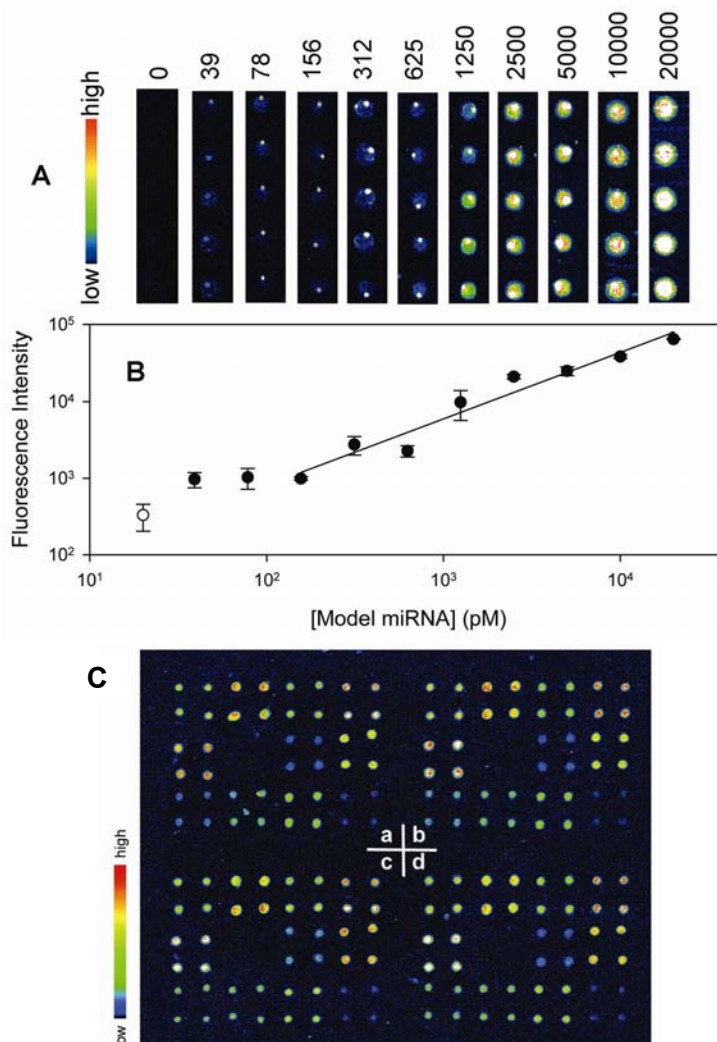 0 39 78 156 312 625 1250 2500 5000 10000 20000
high
A
low
10⁵
B
10⁴
10³
10²
Fluorescence Intensity
10¹ 10² 10³ 10⁴
[Model miRNA] (pM)
C
a b
c d
high
low